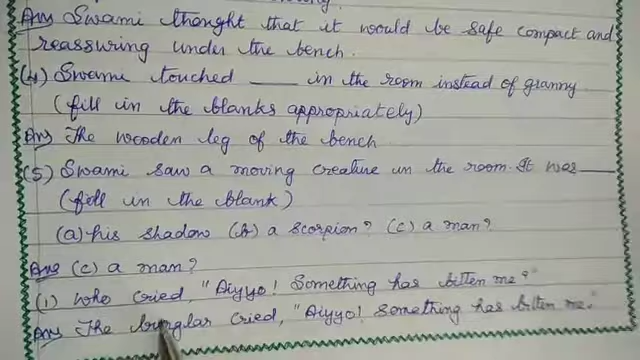 Ans Swami thought that it would be safe compact and
reassuring under the bench.
(4) Swami touched ____ in the room instead of granny
(fill in the blanks appropriately)
Ans The wooden leg of the bench
(5) Swami saw a moving creature in the room. It was ____
(fill in the blank)
(a) his shadow (b) a scorpion? (c) a man?
Ans (c) a man?
(1) Who cried, "Aiyyo! Something has bitten me?"
Ans The burglar cried, "Aiyyo! Something has bitten me."